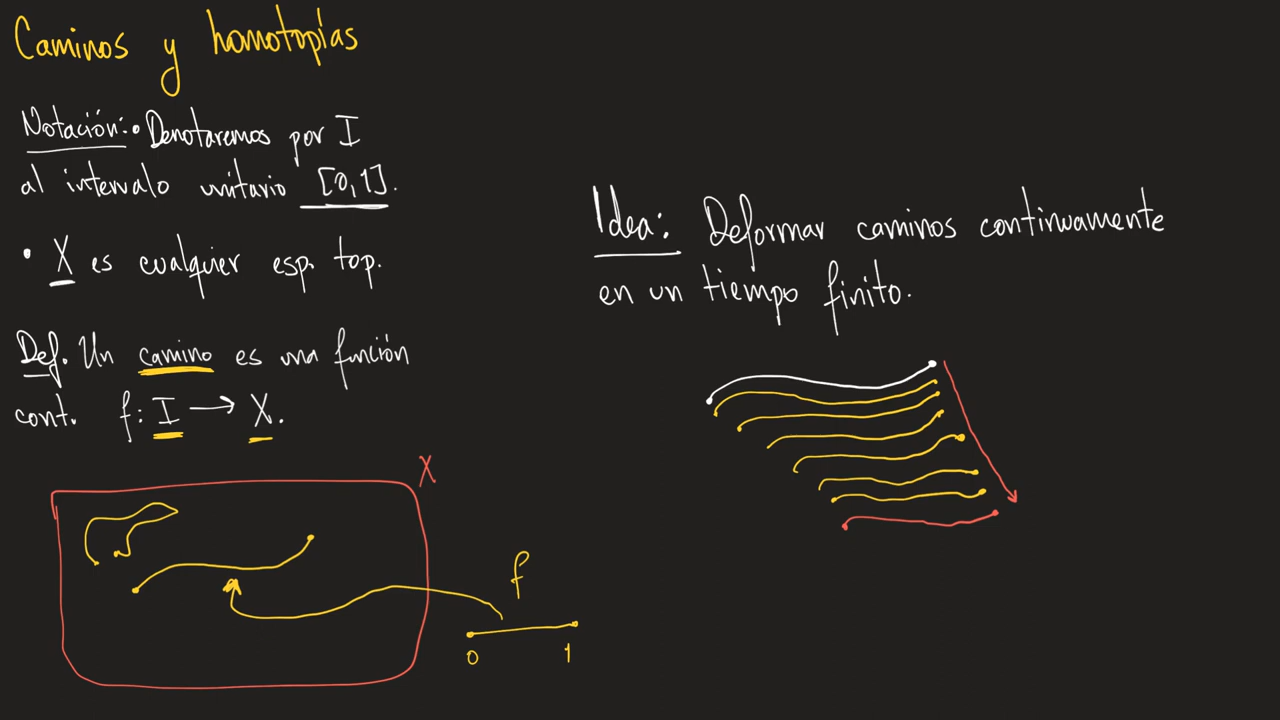 Caminos y homotopías
Notación: • Denotaremos por I
al intervalo unitario [0,1].
• X es cualquier esp. top.
Def. Un camino es una función
cont. f: I → X.
X
f
0 1
Idea: Deformar caminos continuamente
en un tiempo finito.